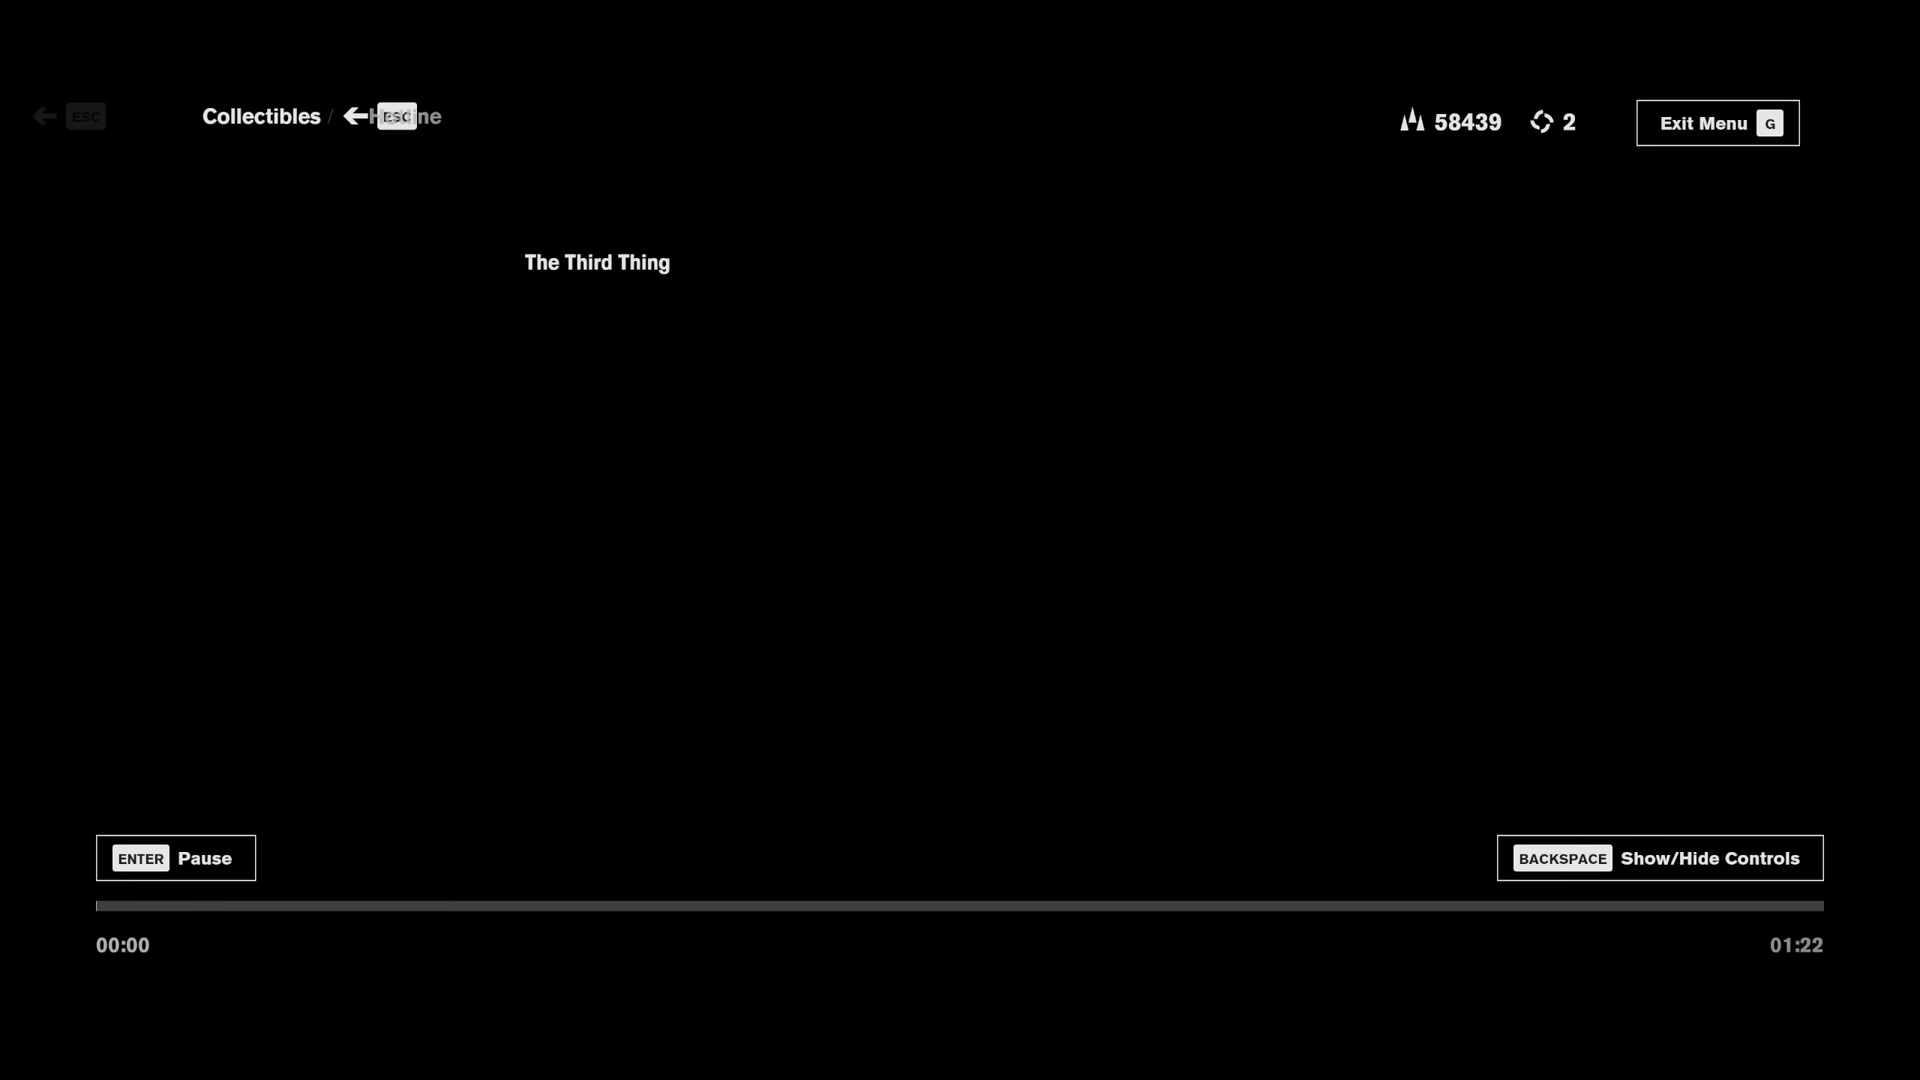 ESC
Collectibles / Hotline
ESC
58439
2
Exit Menu G
The Third Thing
ENTER Pause
BACKSPACE Show/Hide Controls
00:00
01:22